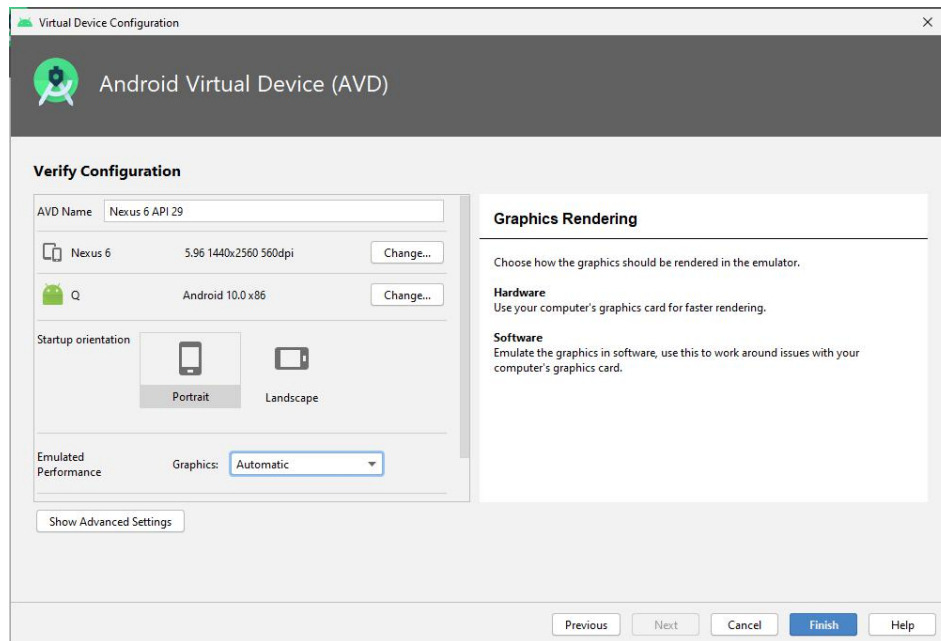 Virtual Device Configuration
Android Virtual Device (AVD)
Verify Configuration
AVD Name Nexus 6 API 29
Nexus 6 5.96 1440x2560 560dpi Change...
Q Android 10.0 x86 Change...
Startup orientation
Portrait Landscape
Emulated
Performance
Graphics: Automatic
Show Advanced Settings
Graphics Rendering
Choose how the graphics should be rendered in the emulator.
Hardware
Use your computer's graphics card for faster rendering.
Software
Emulate the graphics in software, use this to work around issues with your
computer's graphics card.
Previous Next Cancel Finish Help